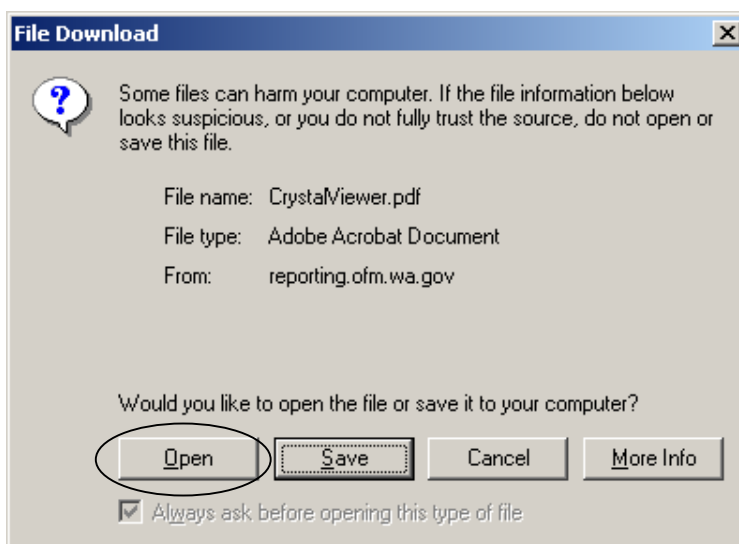 File Download
Some files can harm your computer. If the file information below
looks suspicious, or you do not fully trust the source, do not open or
save this file.
File name: CrystalViewer.pdf
File type: Adobe Acrobat Document
From: reporting.ofm.wa.gov
Would you like to open the file or save it to your computer?
Open Save Cancel More Info
Always ask before opening this type of file